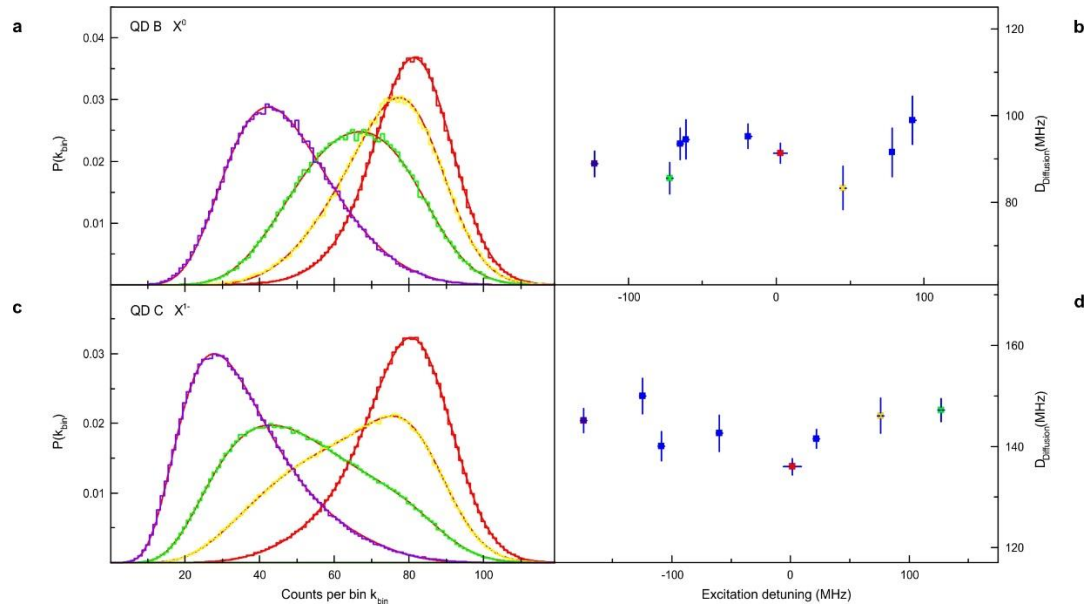 a
QD B X⁰
0.04
0.03
0.02
0.01
P(k_bin)
b
120
100
80
D_Diffusion (MHz)
-100 0 100
c
QD C X¹⁻
0.03
0.02
0.01
P(k_bin)
20 40 60 80 100
Counts per bin k_bin
d
160
140
120
D_Diffusion (MHz)
-100 0 100
Excitation detuning (MHz)